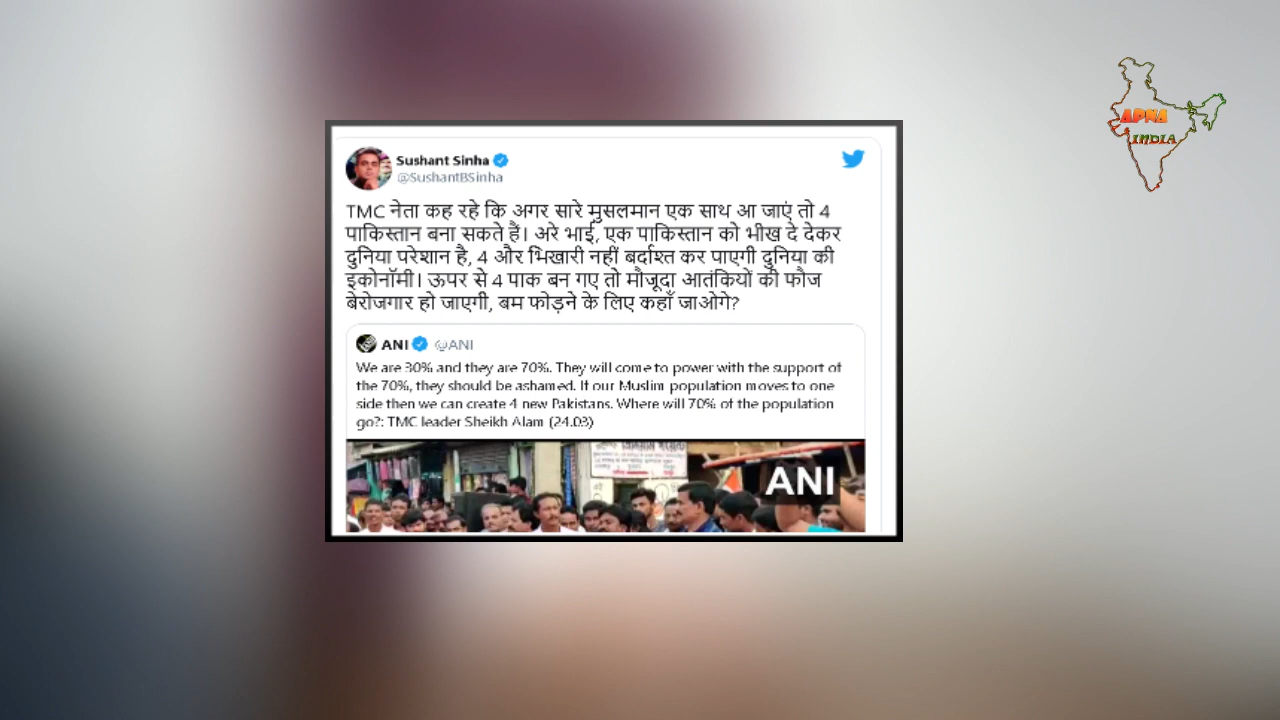 APNA
INDIA
Sushant Sinha
@SushantBSinha
TMC नेता कह रहे कि अगर सारे मुसलमान एक साथ आ जाएं तो 4
पाकिस्तान बना सकते हैं। अरे भाई, एक पाकिस्तान को भीख दे देकर
दुनिया परेशान है, 4 और भिखारी नहीं बर्दाश्त कर पाएगी दुनिया की
इकोनॉमी। ऊपर से 4 पाक बन गए तो मौजूदा आतंकियों की फौज
बेरोजगार हो जाएगी, बम फोड़ने के लिए कहाँ जाओगे?
ANI @ANI
We are 30% and they are 70%. They will come to power with the support of
the 70%, they should be ashamed. If our Muslim population moves to one
side then we can create 4 new Pakistans. Where will 70% of the population
go?: TMC leader Sheikh Alam (24.03)
ANI